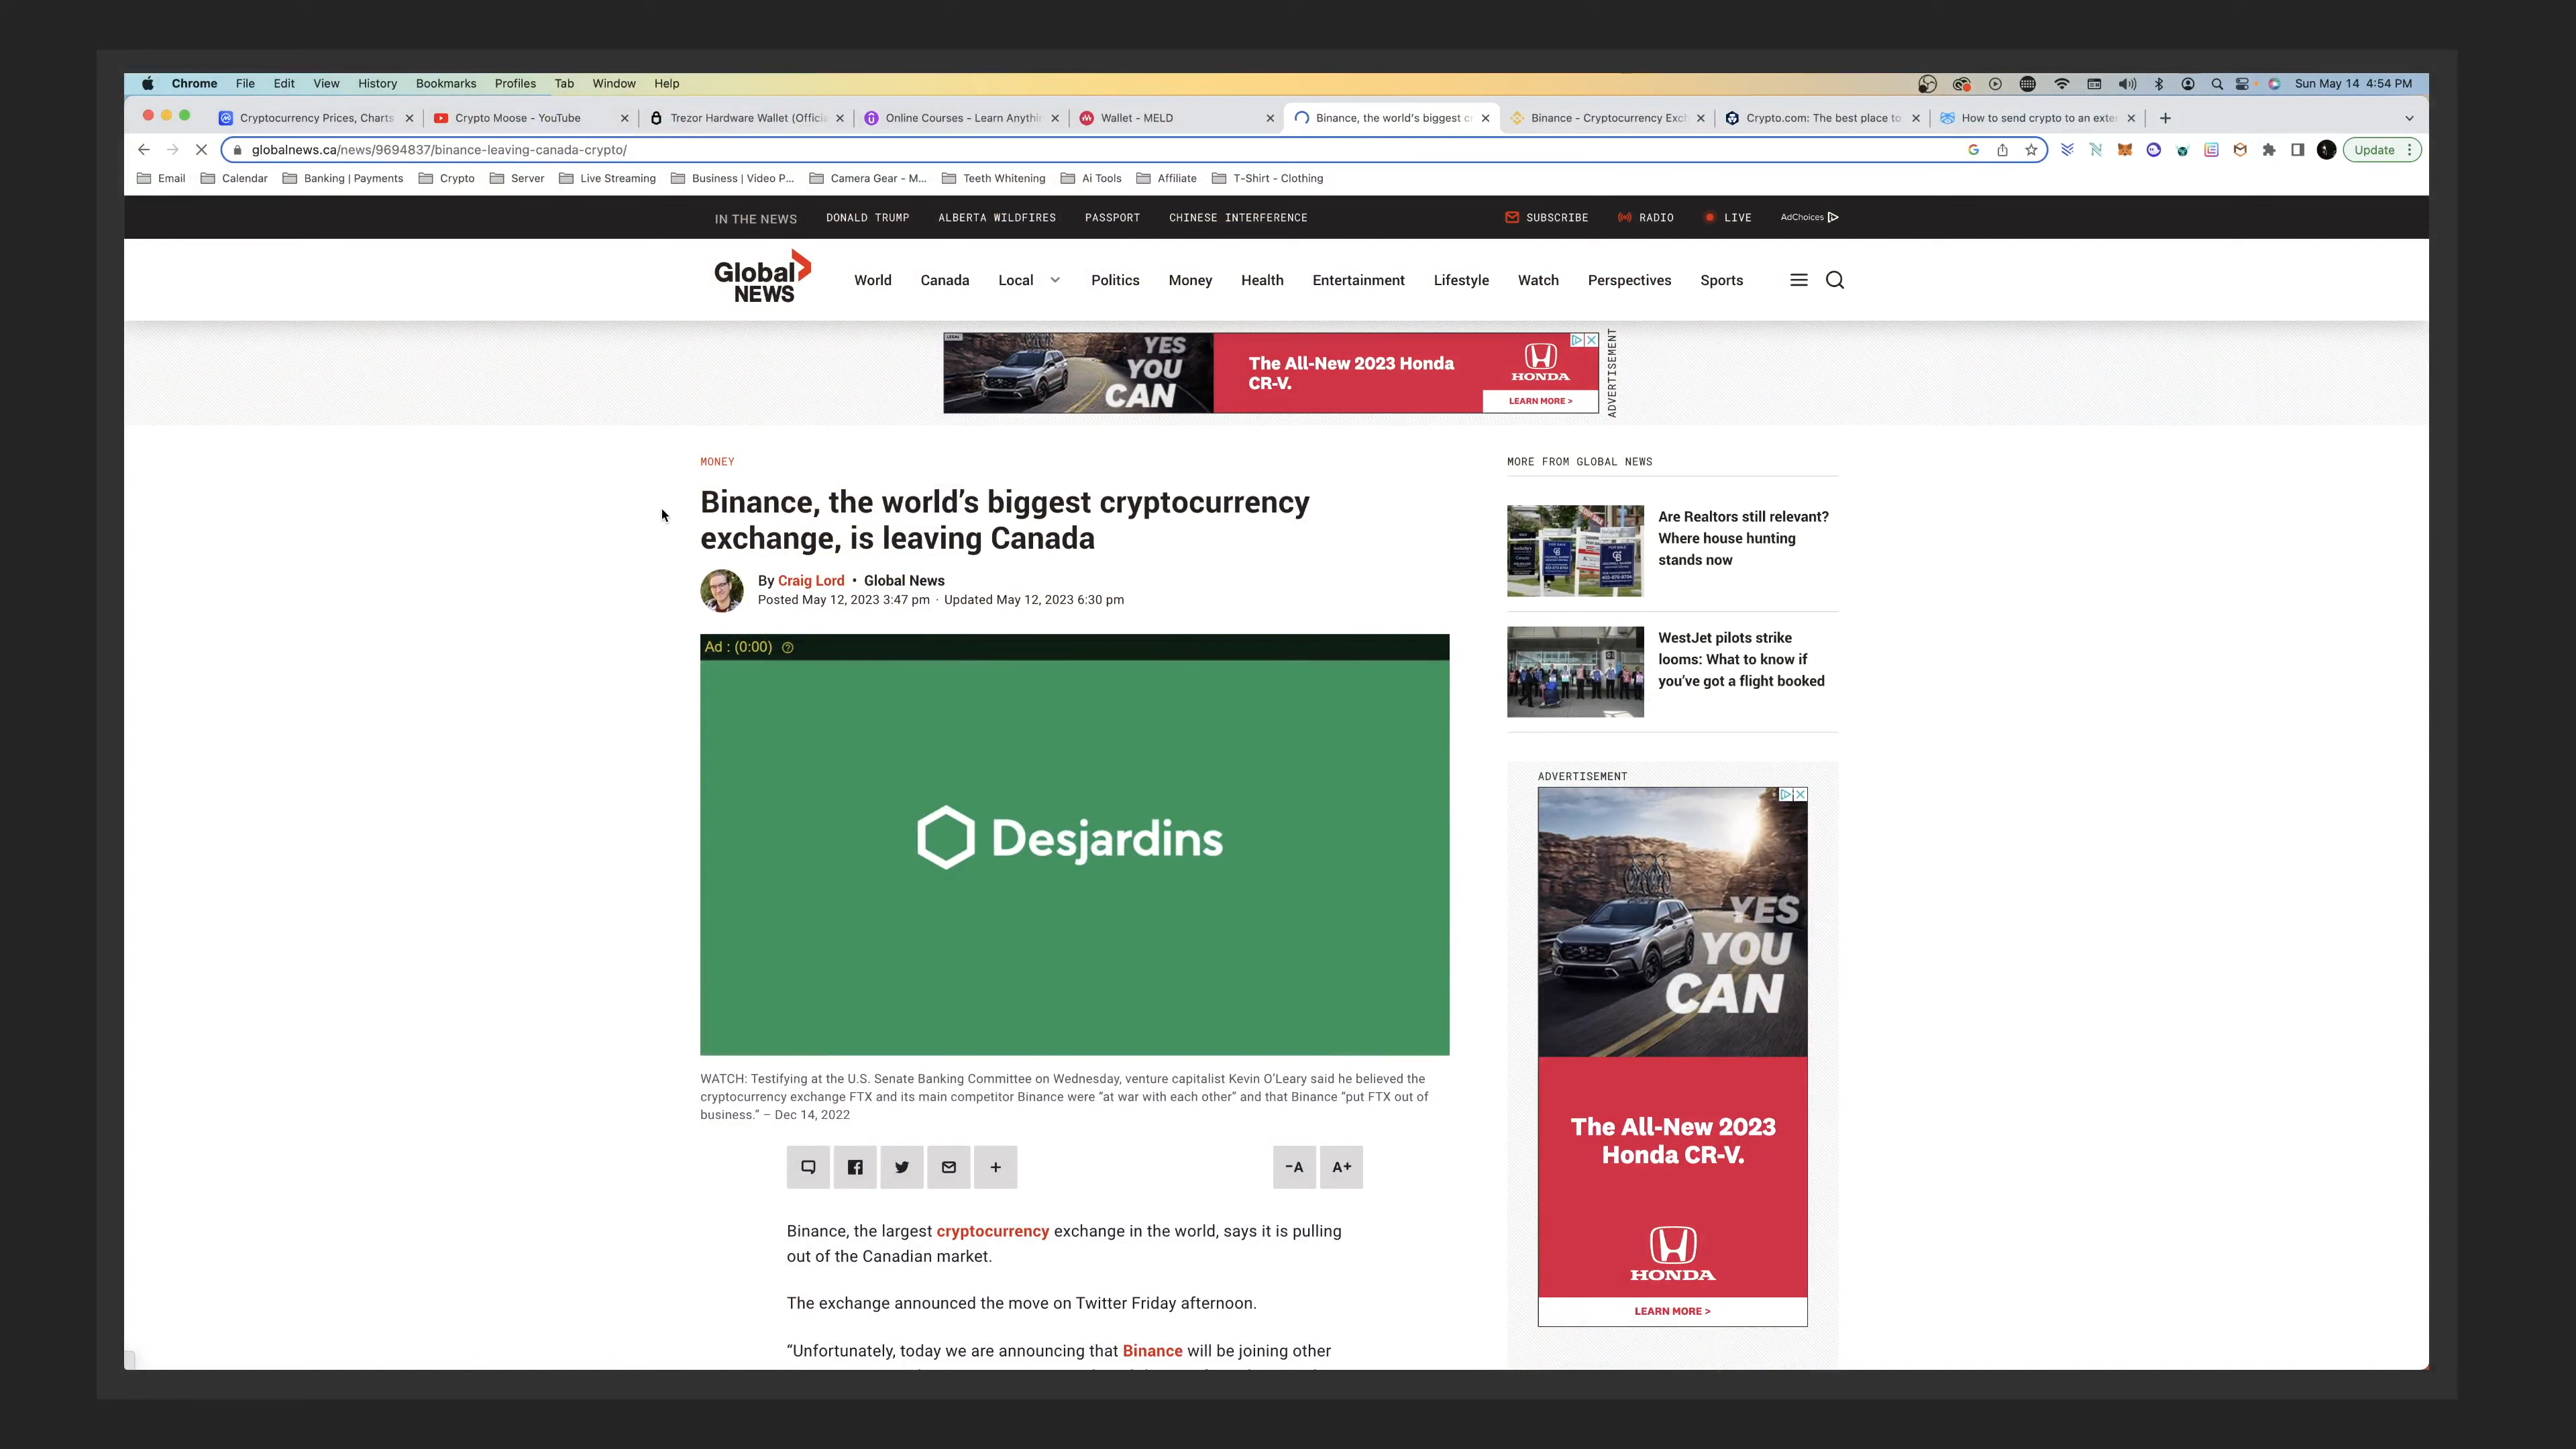 Chrome File Edit View History Bookmarks Profiles Tab Window Help
Sun May 14 4:54 PM
Cryptocurrency Prices, Charts
Crypto Moose - YouTube
Trezor Hardware Wallet (Officia
Online Courses - Learn Anythin
Wallet - MELD
Binance, the world's biggest cr
Binance - Cryptocurrency Exch
Crypto.com: The best place to
How to send crypto to an exter
globalnews.ca/news/9694837/binance-leaving-canada-crypto/
Update
Email Calendar Banking | Payments Crypto Server Live Streaming Business | Video P... Camera Gear - M... Teeth Whitening Ai Tools Affiliate T-Shirt - Clothing
IN THE NEWS DONALD TRUMP ALBERTA WILDFIRES PASSPORT CHINESE INTERFERENCE
SUBSCRIBE RADIO LIVE AdChoices
Global
NEWS
World Canada Local Politics Money Health Entertainment Lifestyle Watch Perspectives Sports
LEGAL
YES
YOU
CAN
The All-New 2023 Honda
CR-V.
HONDA
LEARN MORE >
ADVERTISEMENT
MONEY
Binance, the world’s biggest cryptocurrency
exchange, is leaving Canada
By Craig Lord • Global News
Posted May 12, 2023 3:47 pm · Updated May 12, 2023 6:30 pm
Ad : (0:00)
Desjardins
WATCH: Testifying at the U.S. Senate Banking Committee on Wednesday, venture capitalist Kevin O’Leary said he believed the
cryptocurrency exchange FTX and its main competitor Binance were “at war with each other” and that Binance “put FTX out of
business.” – Dec 14, 2022
-A A+
Binance, the largest cryptocurrency exchange in the world, says it is pulling
out of the Canadian market.
The exchange announced the move on Twitter Friday afternoon.
“Unfortunately, today we are announcing that Binance will be joining other
MORE FROM GLOBAL NEWS
Are Realtors still relevant?
Where house hunting
stands now
WestJet pilots strike
looms: What to know if
you’ve got a flight booked
ADVERTISEMENT
YES
YOU
CAN
The All-New 2023
Honda CR-V.
HONDA
LEARN MORE >